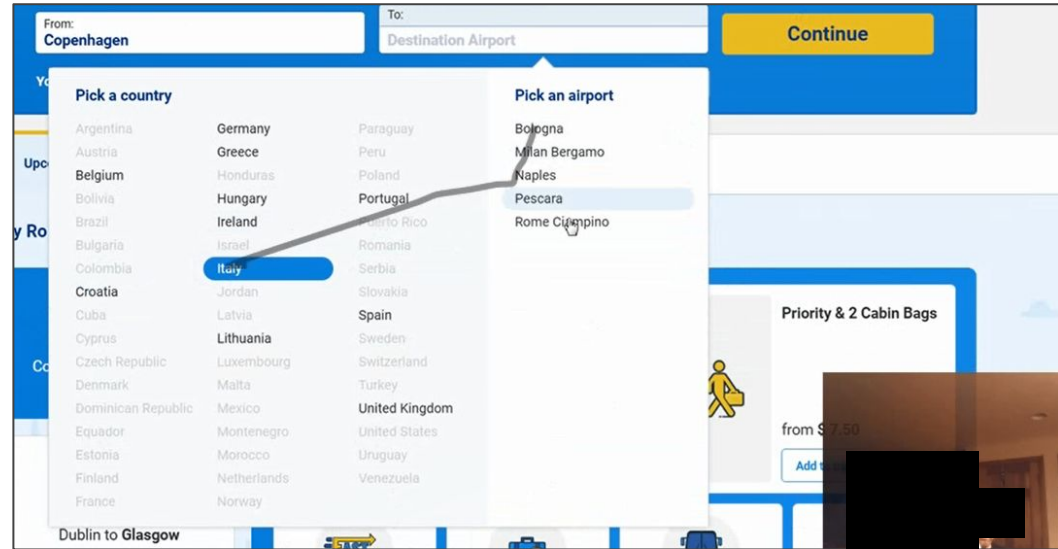 From:
Copenhagen
To:
Destination Airport
Continue
Pick a country
Pick an airport
Argentina
Austria
Belgium
Bolivia
Brazil
Bulgaria
Colombia
Croatia
Cuba
Cyprus
Czech Republic
Denmark
Dominican Republic
Equador
Estonia
Finland
France
Germany
Greece
Honduras
Hungary
Ireland
Israel
Italy
Jordan
Latvia
Lithuania
Luxembourg
Malta
Mexico
Montenegro
Morocco
Netherlands
Norway
Paraguay
Peru
Poland
Portugal
Puerto Rico
Romania
Serbia
Slovakia
Spain
Sweden
Switzerland
Turkey
United Kingdom
United States
Uruguay
Venezuela
Bologna
Milan Bergamo
Naples
Pescara
Rome Ciampino
Priority & 2 Cabin Bags
from $ 7.50
Add
Dublin to Glasgow